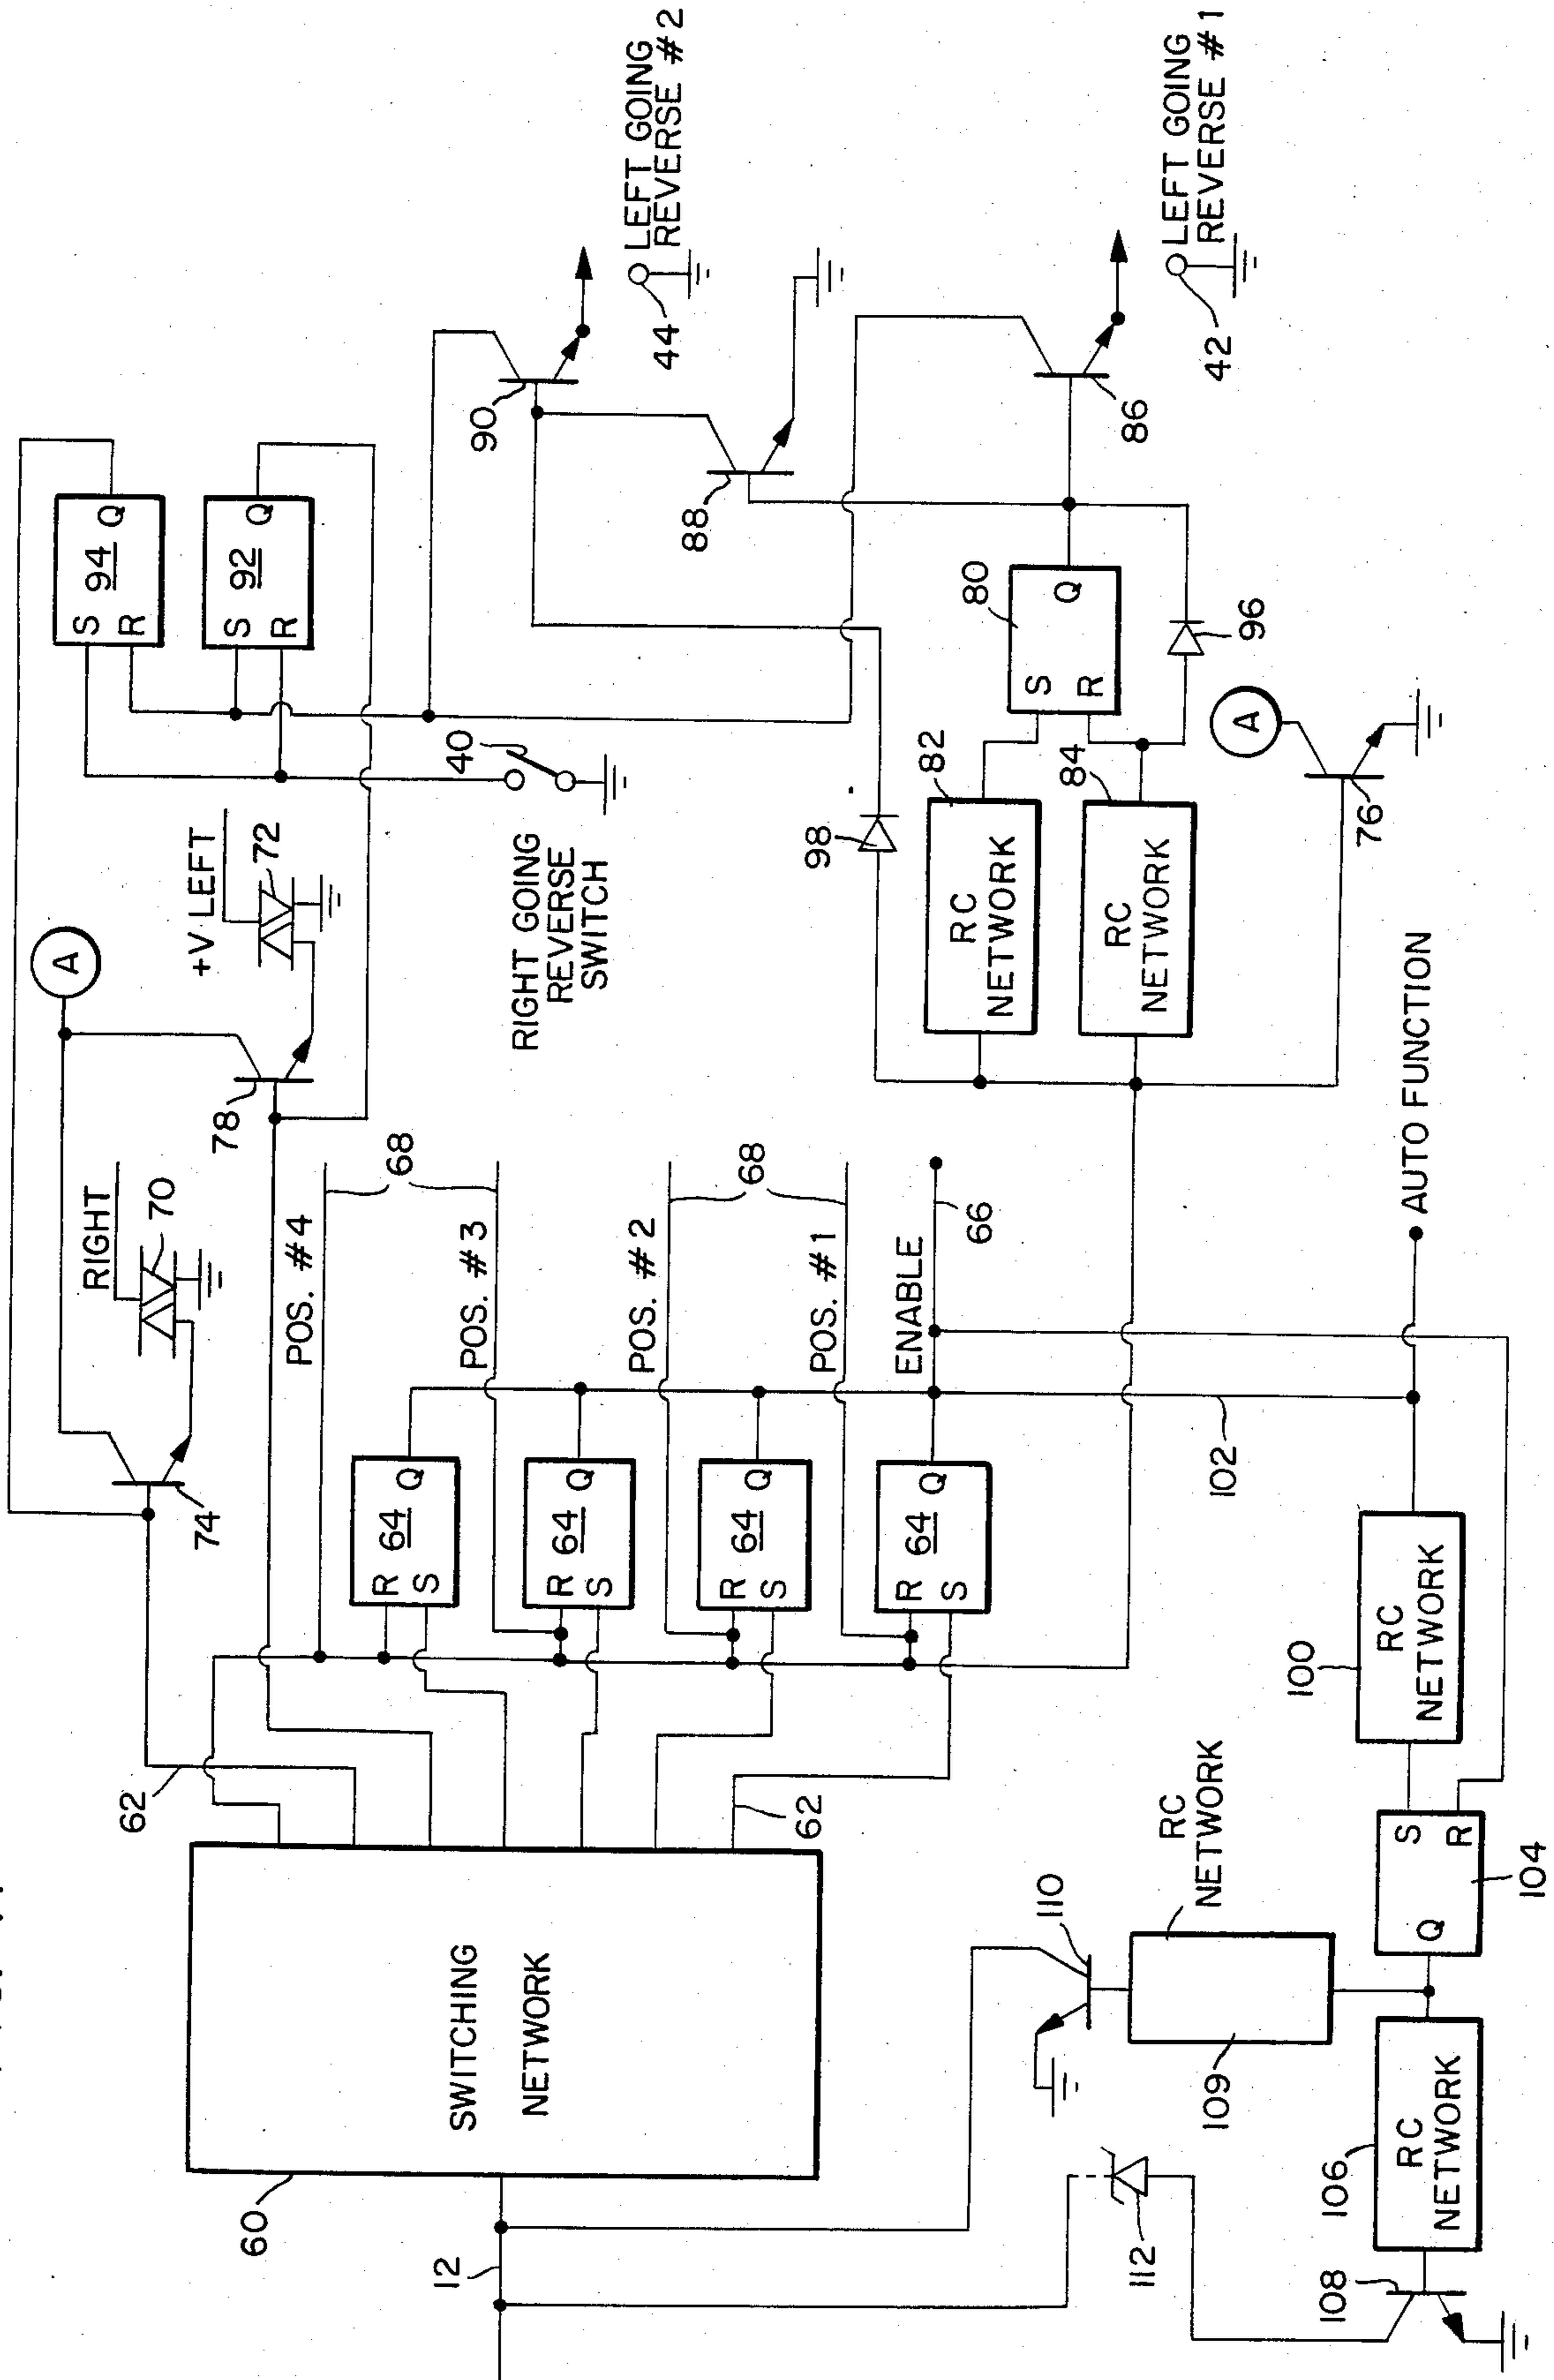 94
S
Q
R
92
S
Q
R
A
+V LEFT
72
78
RIGHT
70
74
40
RIGHT GOING
REVERSE
SWITCH
90
44
LEFT GOING
REVERSE #2
88
86
42
LEFT GOING
REVERSE #1
80
S
Q
R
96
98
82
RC
NETWORK
84
RC
NETWORK
A
76
POS. #4
68
POS. #3
POS. #2
68
POS. #1
ENABLE
66
R
64
Q
S
R
64
Q
S
R
64
Q
S
R
64
Q
S
102
AUTO FUNCTION
62
62
60
SWITCHING
NETWORK
12
100
RC
NETWORK
S
R
Q
104
RC
NETWORK
109
110
106
RC
NETWORK
108
112